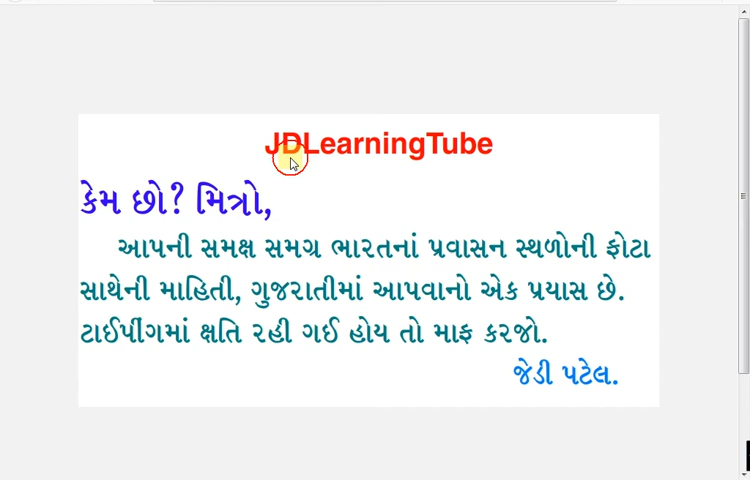 JDLearningTube
કેમ છો? મિત્રો,
આપની સમક્ષ સમગ્ર ભારતનાં પ્રવાસન સ્થળોની ફોટા
સાથેની માહિતી, ગુજરાતીમાં આપવાનો એક પ્રયાસ છે.
ટાઈપીંગમાં ક્ષતિ રહી ગઈ હોય તો માફ કરજો.
જેડી પટેલ.